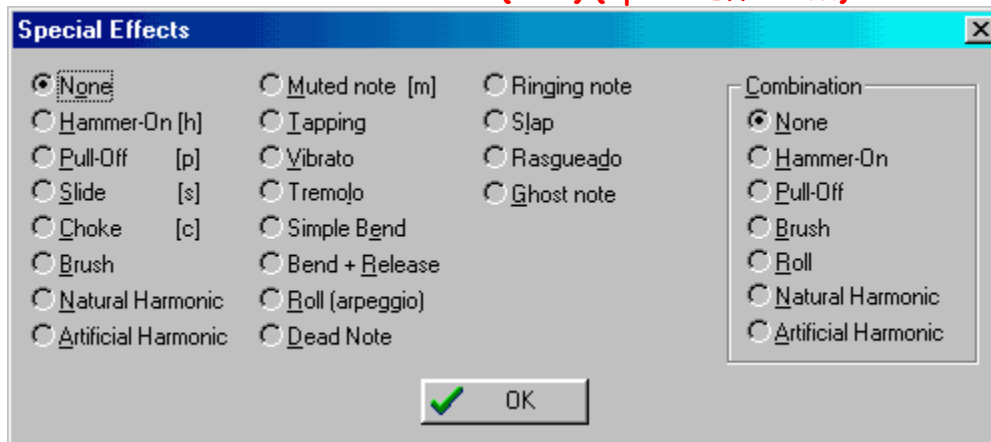 Special Effects
None
Hammer-On [h]
Pull-Off [p]
Slide [s]
Choke [c]
Brush
Natural Harmonic
Artificial Harmonic
Muted note [m]
Tapping
Vibrato
Tremolo
Simple Bend
Bend + Release
Roll (arpeggio)
Dead Note
Ringing note
Slap
Rasgueado
Ghost note
Combination
None
Hammer-On
Pull-Off
Brush
Roll
Natural Harmonic
Artificial Harmonic
OK